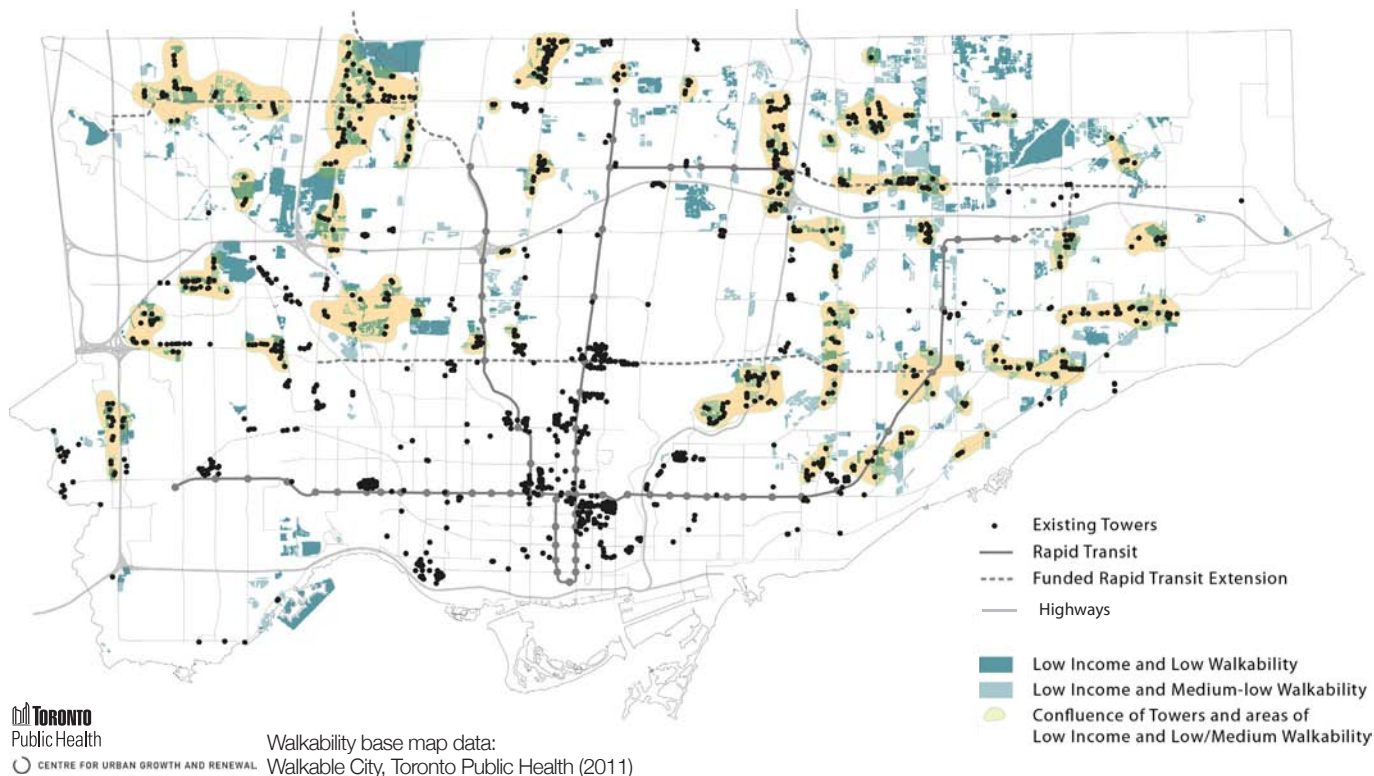 Existing Towers
Rapid Transit
Funded Rapid Transit Extension
Highways
Low Income and Low Walkability
Low Income and Medium-low Walkability
Confluence of Towers and areas of
Low Income and Low/Medium Walkability
TORONTO
Public Health
CENTRE FOR URBAN GROWTH AND RENEWAL
Walkability base map data:
Walkable City, Toronto Public Health (2011)